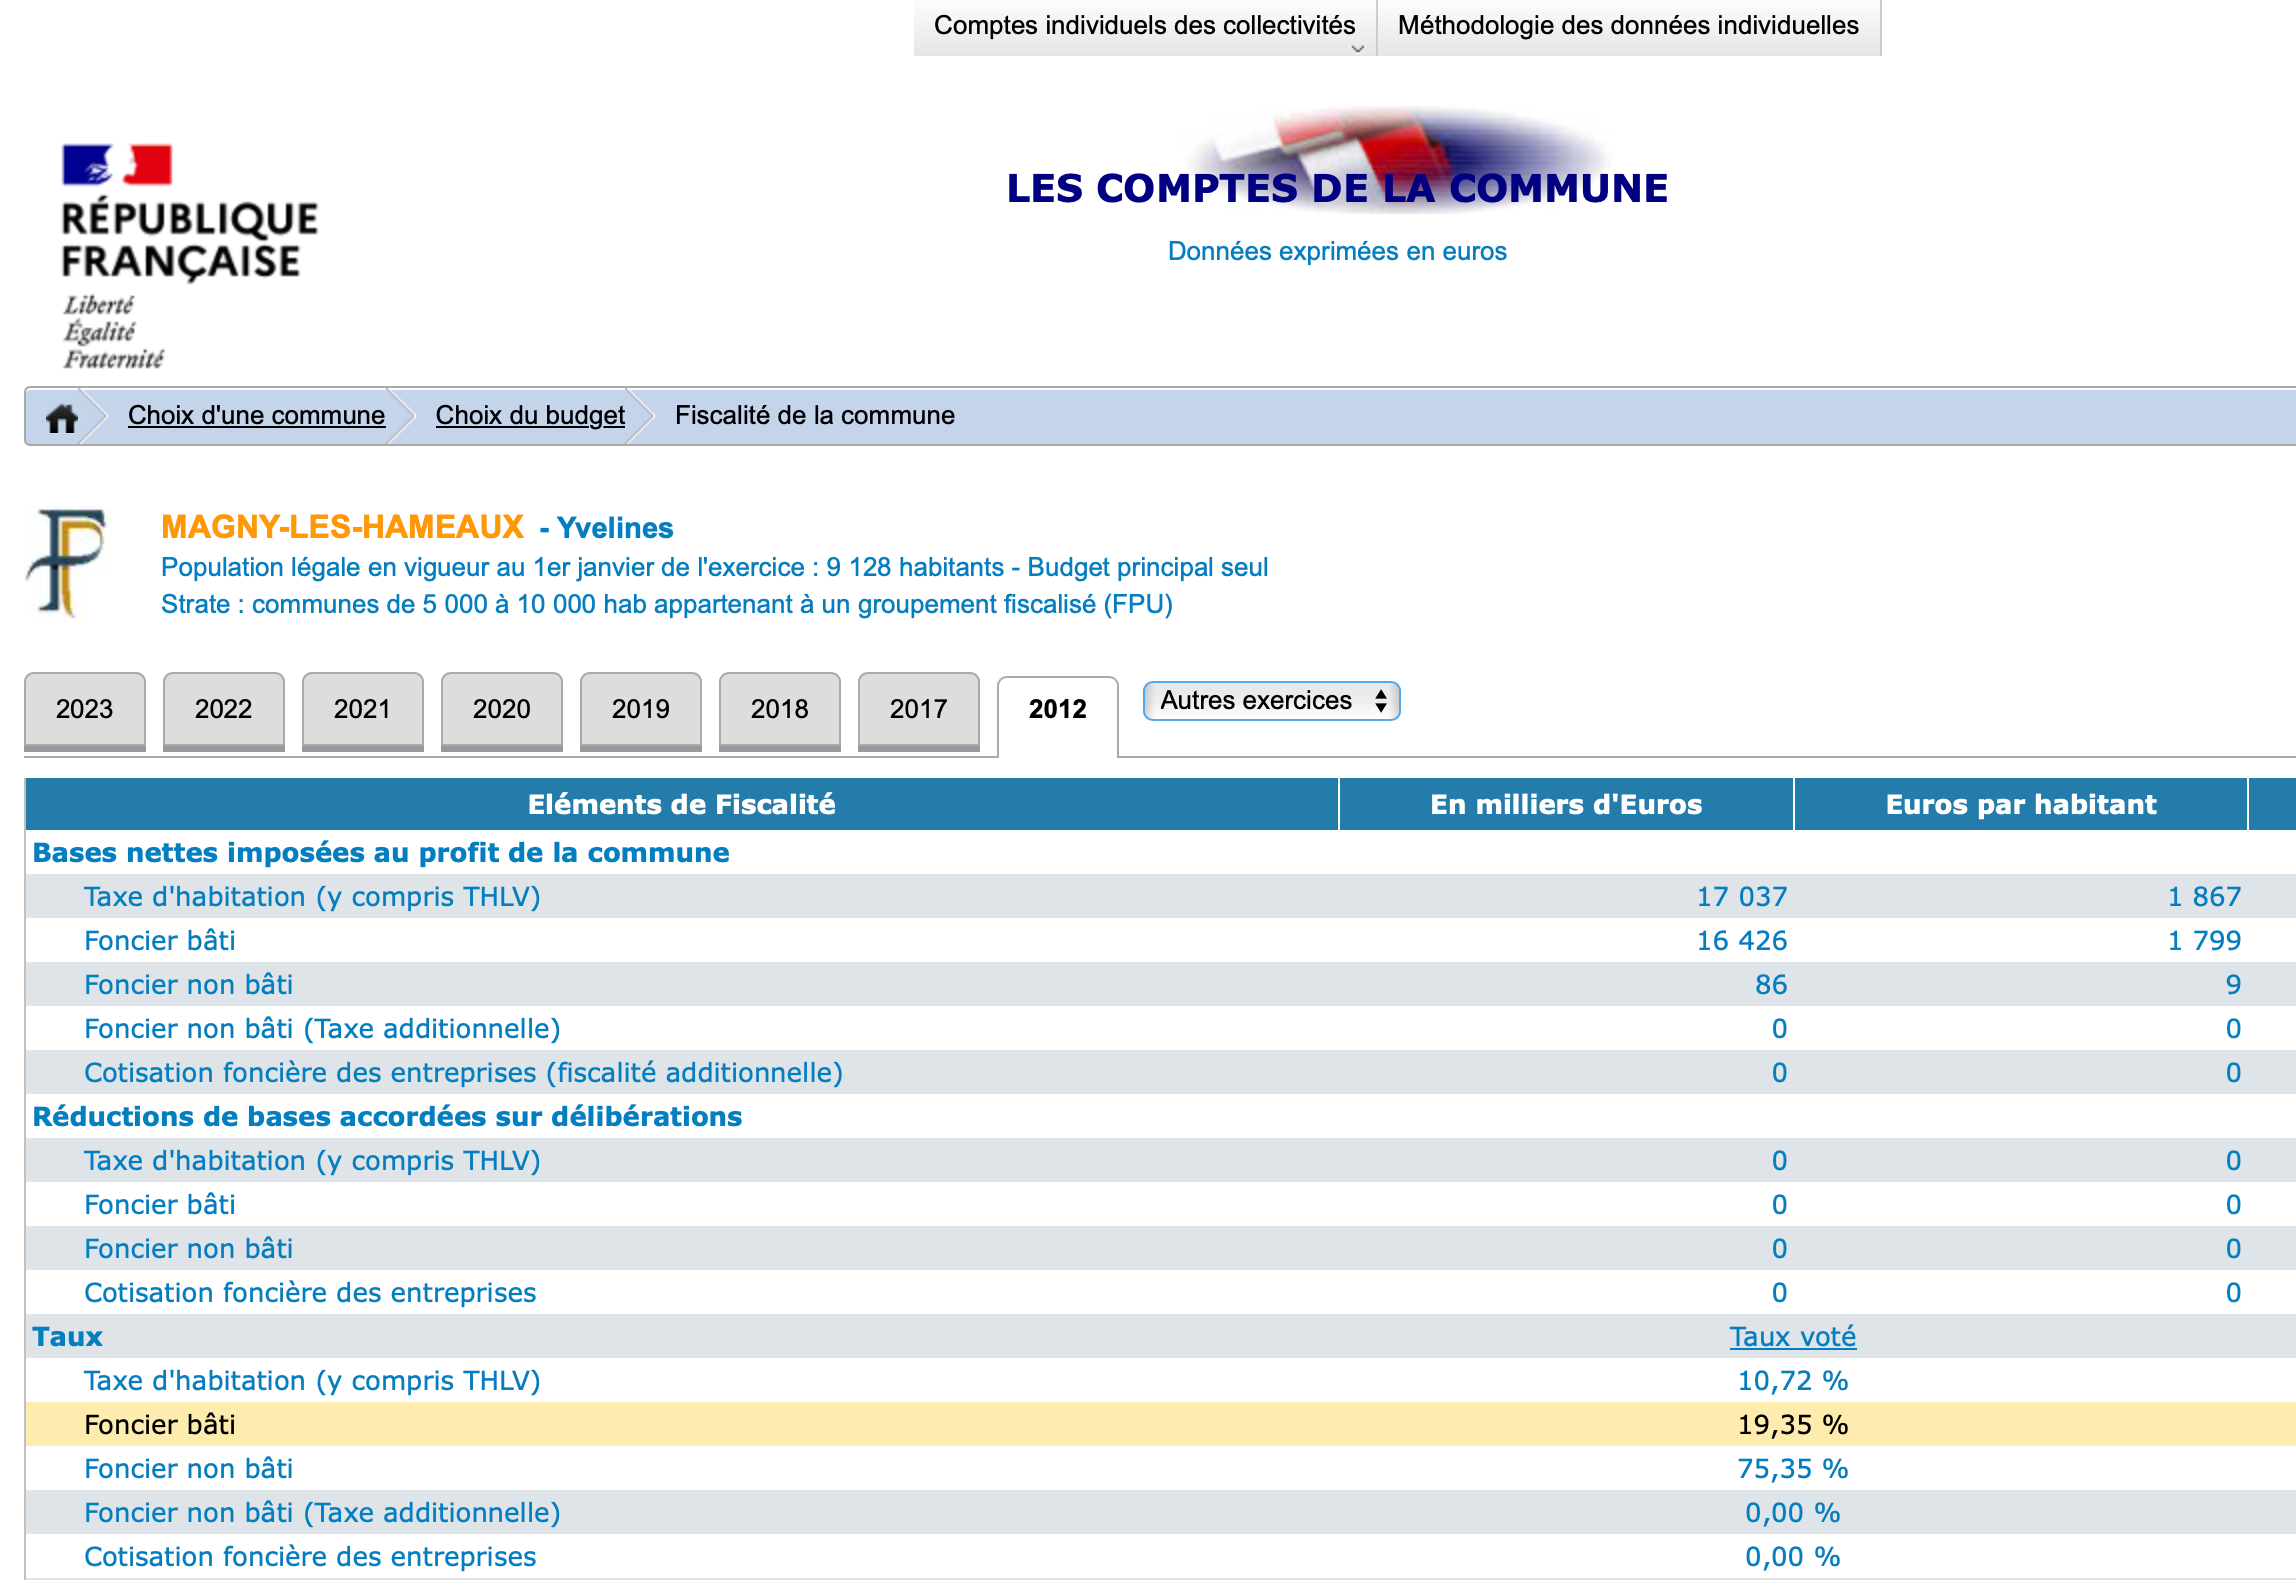 Comptes individuels des collectivités Méthodologie des données individuelles
LES COMPTES DE LA COMMUNE
Données exprimées en euros
RÉPUBLIQUE
FRANÇAISE
Liberté
Égalité
Fraternité
Choix d'une commune Choix du budget Fiscalité de la commune
MAGNY-LES-HAMEAUX - Yvelines
Population légale en vigueur au 1er janvier de l'exercice : 9 128 habitants - Budget principal seul
Strate : communes de 5 000 à 10 000 hab appartenant à un groupement fiscalisé (FPU)
2023 2022 2021 2020 2019 2018 2017 2012 Autres exercices
Eléments de Fiscalité En milliers d'Euros Euros par habitant
Bases nettes imposées au profit de la commune
Taxe d'habitation (y compris THLV) 17 037 1 867
Foncier bâti 16 426 1 799
Foncier non bâti 86 9
Foncier non bâti (Taxe additionnelle) 0 0
Cotisation foncière des entreprises (fiscalité additionnelle) 0 0
Réductions de bases accordées sur délibérations
Taxe d'habitation (y compris THLV) 0 0
Foncier bâti 0 0
Foncier non bâti 0 0
Cotisation foncière des entreprises 0 0
Taux Taux voté
Taxe d'habitation (y compris THLV) 10,72 %
Foncier bâti 19,35 %
Foncier non bâti 75,35 %
Foncier non bâti (Taxe additionnelle) 0,00 %
Cotisation foncière des entreprises 0,00 %